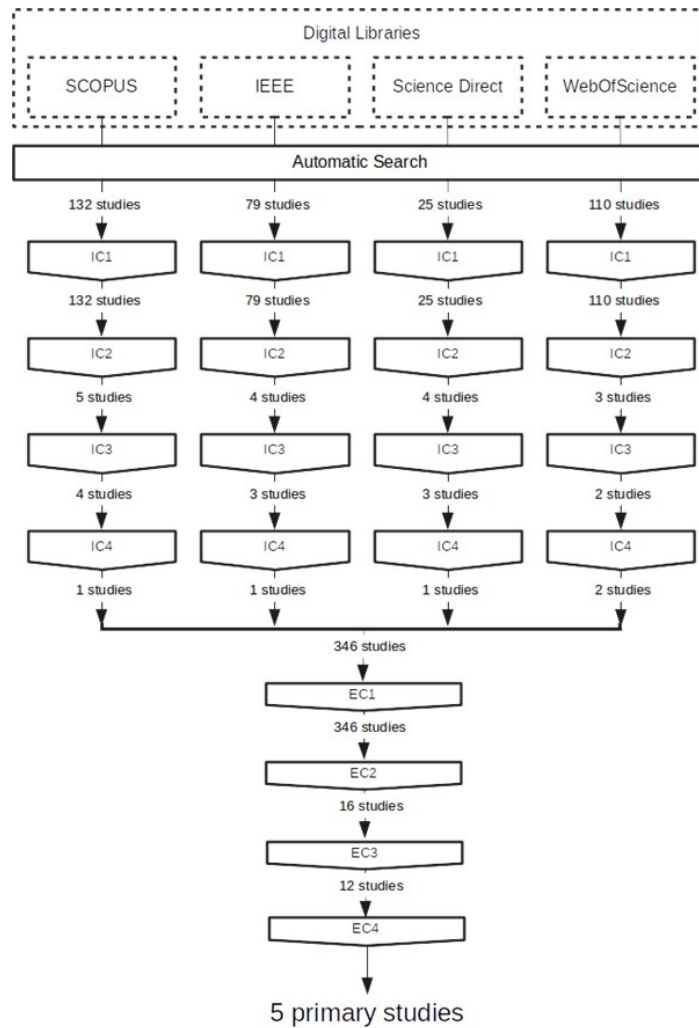 Digital Libraries
SCOPUS IEEE Science Direct WebOfScience
Automatic Search
132 studies 79 studies 25 studies 110 studies
IC1 IC1 IC1 IC1
132 studies 79 studies 25 studies 110 studies
IC2 IC2 IC2 IC2
5 studies 4 studies 4 studies 3 studies
IC3 IC3 IC3 IC3
4 studies 3 studies 3 studies 2 studies
IC4 IC4 IC4 IC4
1 studies 1 studies 1 studies 2 studies
346 studies
EC1
346 studies
EC2
16 studies
EC3
12 studies
EC4
5 primary studies